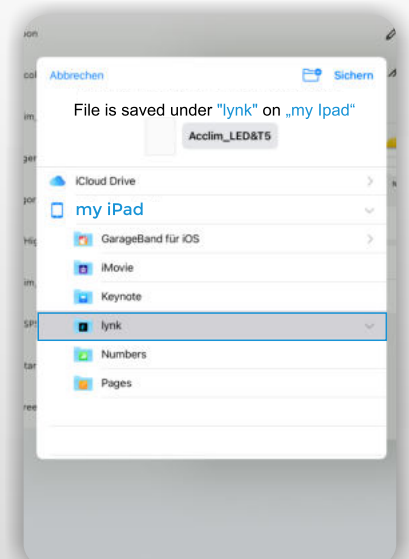 Abbrechen
Sichern
File is saved under "lynk" on „my Ipad“
Acclim_LED&T5
iCloud Drive
my iPad
GarageBand für iOS
iMovie
Keynote
lynk
Numbers
Pages